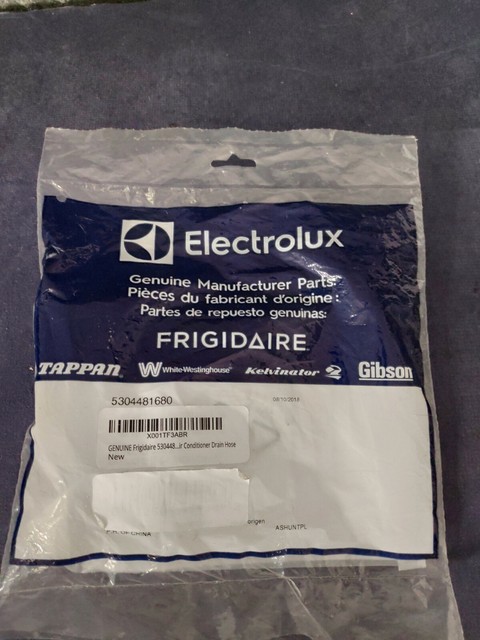 Electrolux
Genuine Manufacturer Parts:
Pièces du fabricant d'origine:
Partes de repuesto genuinas:
FRIGIDAIRE
TAPPAN White-Westinghouse Kelvinator Gibson
5304481680
X001TF3ABR
GENUINE Frigidaire 530448...ir Conditioner Drain Hose
New
origen
ASHUNTPL